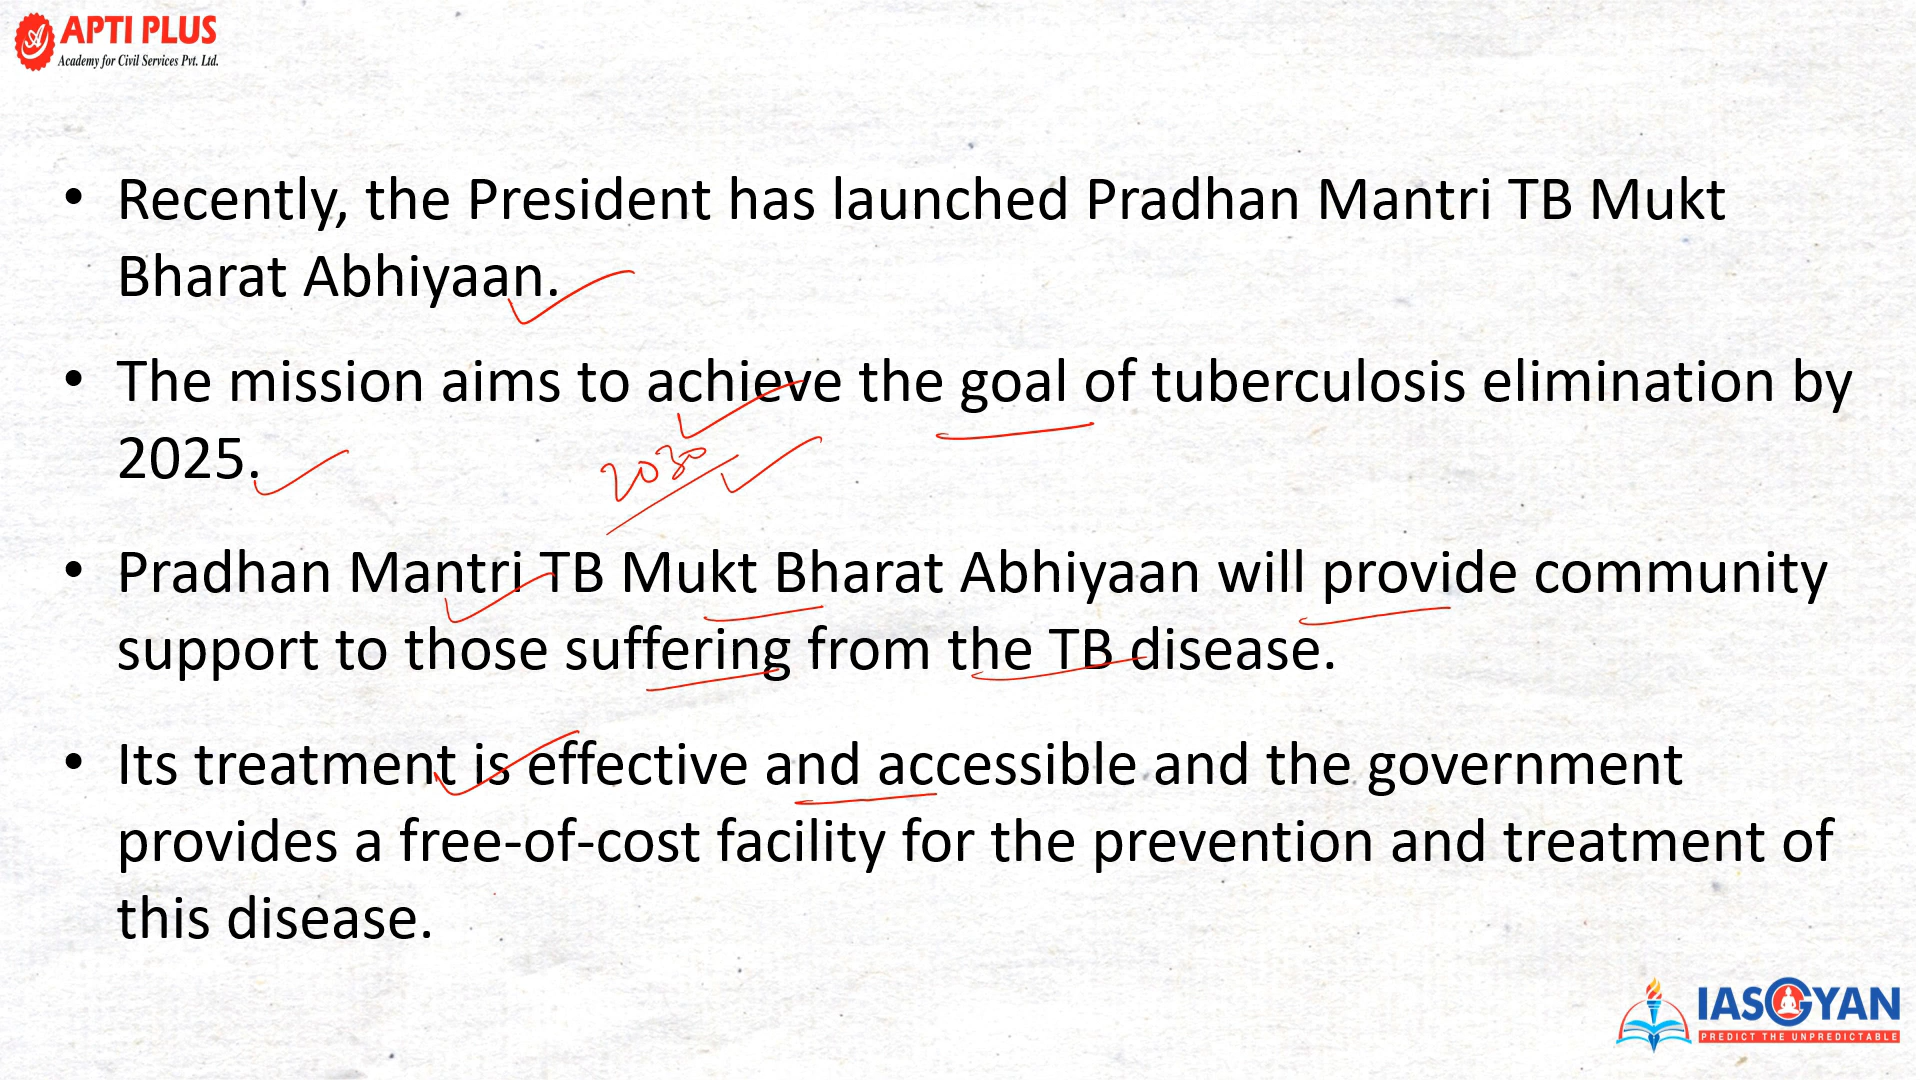 APTI PLUS
Academy for Civil Services Pvt. Ltd.
• Recently, the President has launched Pradhan Mantri TB Mukt
Bharat Abhiyaan.
• The mission aims to achieve the goal of tuberculosis elimination by
2025.
2030
• Pradhan Mantri TB Mukt Bharat Abhiyaan will provide community
support to those suffering from the TB disease.
• Its treatment is effective and accessible and the government
provides a free-of-cost facility for the prevention and treatment of
this disease.
IASGYAN
PREDICT THE UNPREDICTABLE